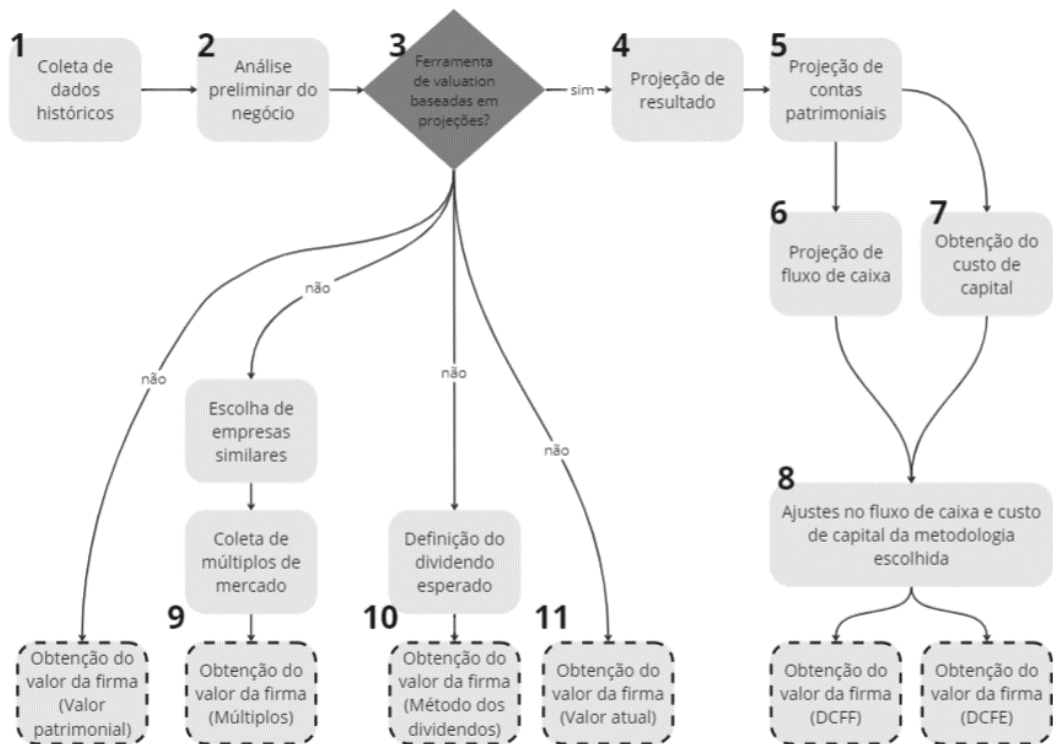 1
Coleta de
dados
históricos
2
Análise
preliminar do
negócio
3
Ferramenta
de valuation
baseadas em
projeções?
sim
4
Projeção de
resultado
5
Projeção de
contas
patrimoniais
6
Projeção de
fluxo de caixa
7
Obtenção do
custo de
capital
não
não
não
não
Escolha de
empresas
similares
Coleta de
múltiplos de
mercado
Definição do
dividendo
esperado
8
Ajustes no fluxo de caixa e custo
de capital da metodologia
escolhida
Obtenção do
valor da firma
(Valor
patrimonial)
9
Obtenção do
valor da firma
(Múltiplos)
10
Obtenção do
valor da firma
(Método dos
dividendos)
11
Obtenção do
valor da firma
(Valor atual)
Obtenção do
valor da firma
(DCFF)
Obtenção do
valor da firma
(DCFE)